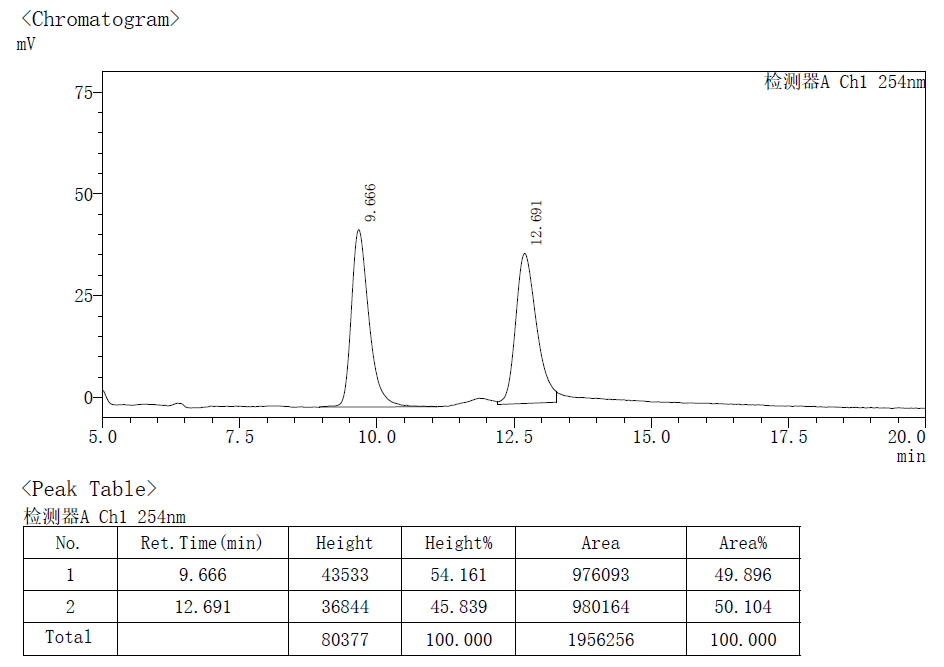 <Chromatogram>
mV
检测器A Ch1 254nm
75
50
25
0
9.666
12.691
5.0 7.5 10.0 12.5 15.0 17.5 20.0
min
<Peak Table>
检测器A Ch1 254nm
No. Ret.Time(min) Height Height% Area Area%
1 9.666 43533 54.161 976093 49.896
2 12.691 36844 45.839 980164 50.104
Total 80377 100.000 1956256 100.000